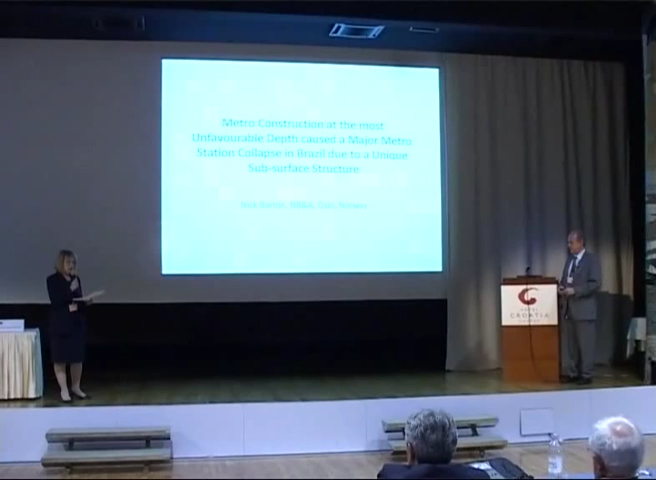 Metro Construction at the most
Unfavourable Depth caused a Major Metro
Station Collapse in Brazil due to a Unique
Sub-surface Structure
HOTEL
CROATIA